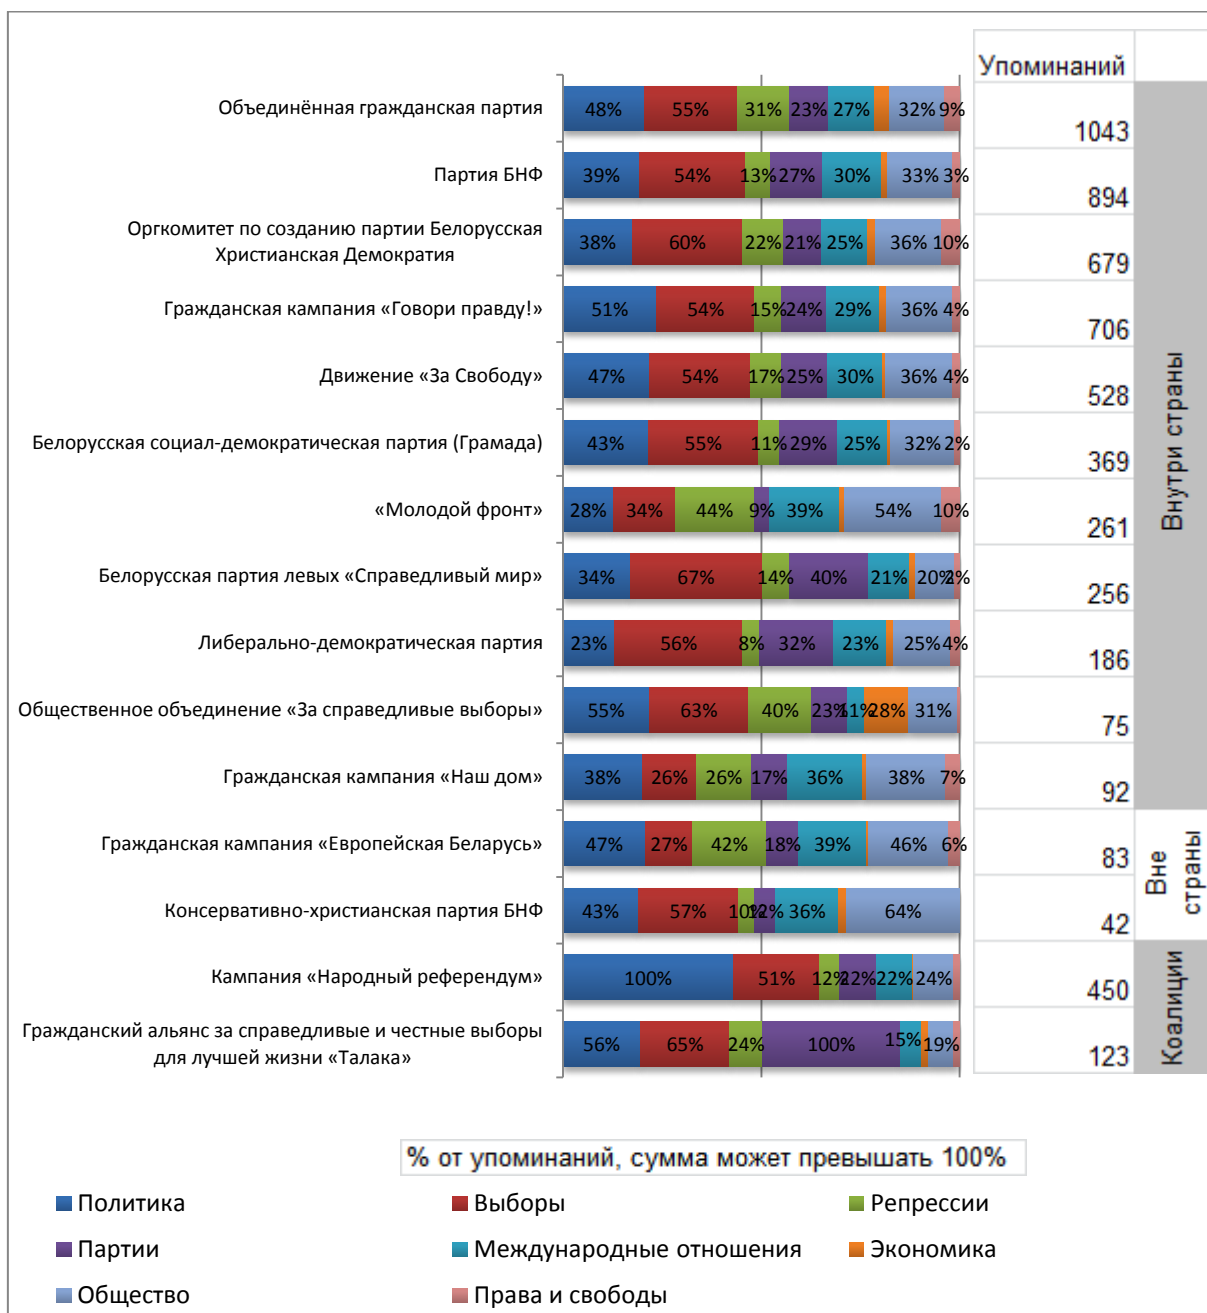 Упоминаний
Объединённая гражданская партия
48% 55% 31% 23% 27% 32% 9%
1043
Партия БНФ
39% 54% 13% 27% 30% 33% 3%
894
Оргкомитет по созданию партии Белорусская
Христианская Демократия
38% 60% 22% 21% 25% 36% 10%
679
Гражданская кампания «Говори правду!»
51% 54% 15% 24% 29% 36% 4%
706
Движение «За Свободу»
47% 54% 17% 25% 30% 36% 4%
528
Белорусская социал-демократическая партия (Грамада)
43% 55% 11% 29% 25% 32% 2%
369
«Молодой фронт»
28% 34% 44% 9% 39% 54% 10%
261
Белорусская партия левых «Справедливый мир»
34% 67% 14% 40% 21% 20% 2%
256
Либерально-демократическая партия
23% 56% 8% 32% 23% 25% 4%
186
Общественное объединение «За справедливые выборы»
55% 63% 40% 23% 11% 28% 31%
75
Гражданская кампания «Наш дом»
38% 26% 26% 17% 36% 38% 7%
92
Внутри страны
Гражданская кампания «Европейская Беларусь»
47% 27% 42% 18% 39% 46% 6%
83
Консервативно-христианская партия БНФ
43% 57% 10% 12% 36% 64%
42
Вне
страны
Кампания «Народный референдум»
100% 51% 12% 22% 22% 24%
450
Гражданский альянс за справедливые и честные выборы
для лучшей жизни «Талака»
56% 65% 24% 100% 15% 19%
123
Коалиции
% от упоминаний, сумма может превышать 100%
Политика
Выборы
Репрессии
Партии
Международные отношения
Экономика
Общество
Права и свободы